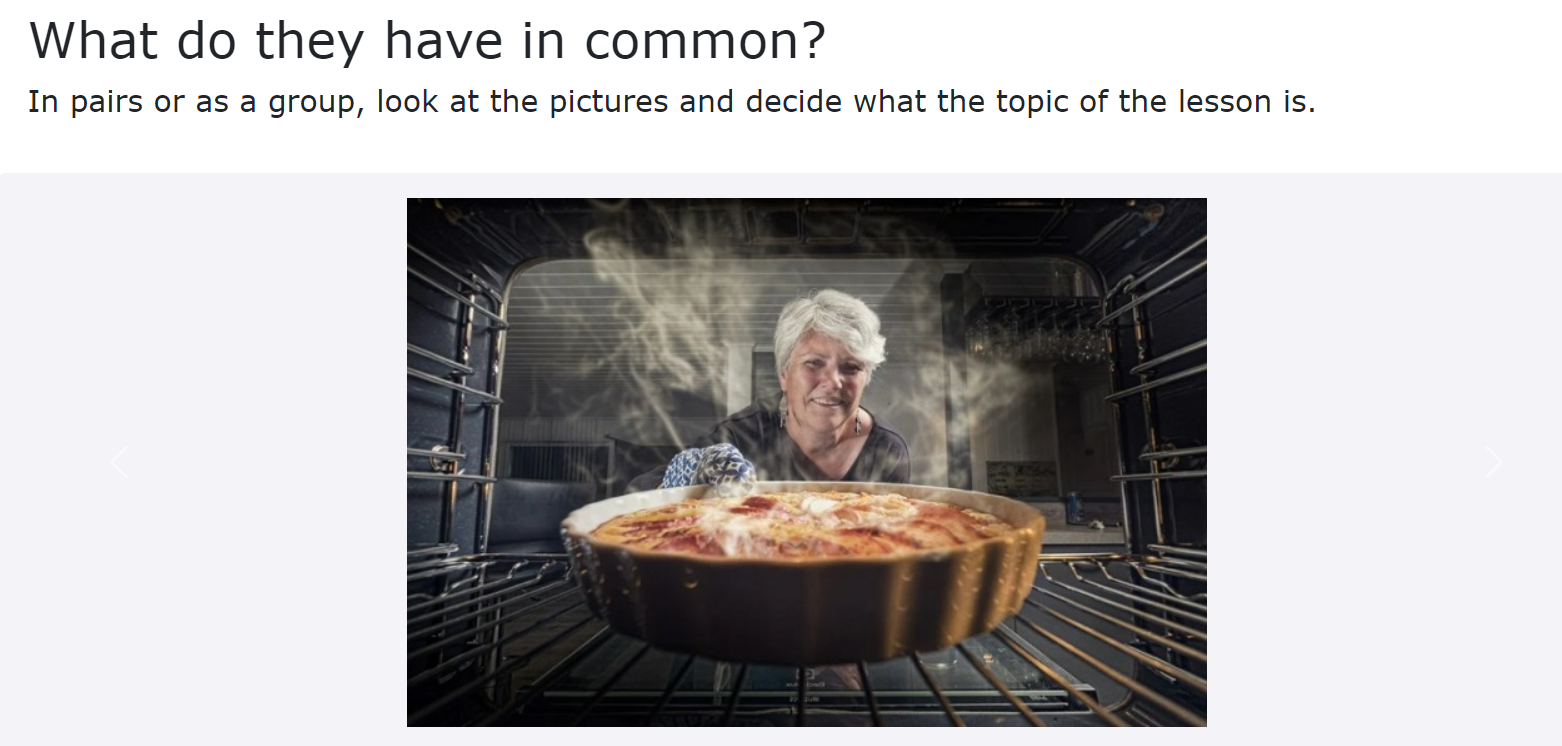 What do they have in common?
In pairs or as a group, look at the pictures and decide what the topic of the lesson is.